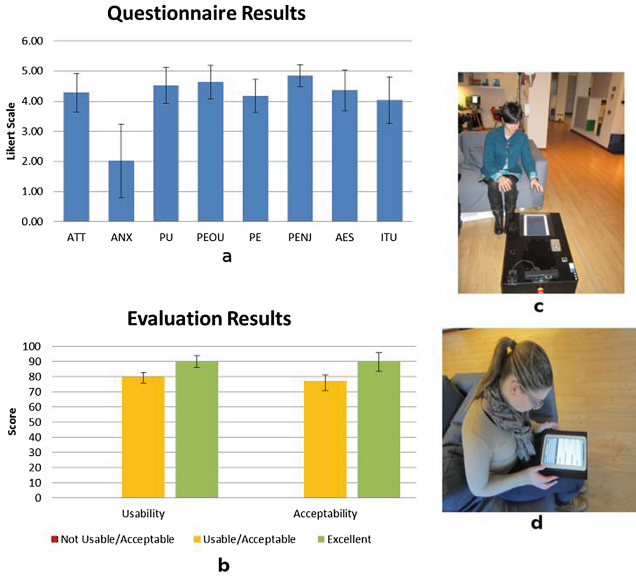 Questionnaire Results
6.00
5.00
4.00
3.00
2.00
1.00
0.00
Likert Scale
ATT ANX PU PEOU PE PENJ AES ITU
a
c
Evaluation Results
100
90
80
70
60
50
40
30
20
10
0
Score
Usability Acceptability
Not Usable/Acceptable Usable/Acceptable Excellent
b
d